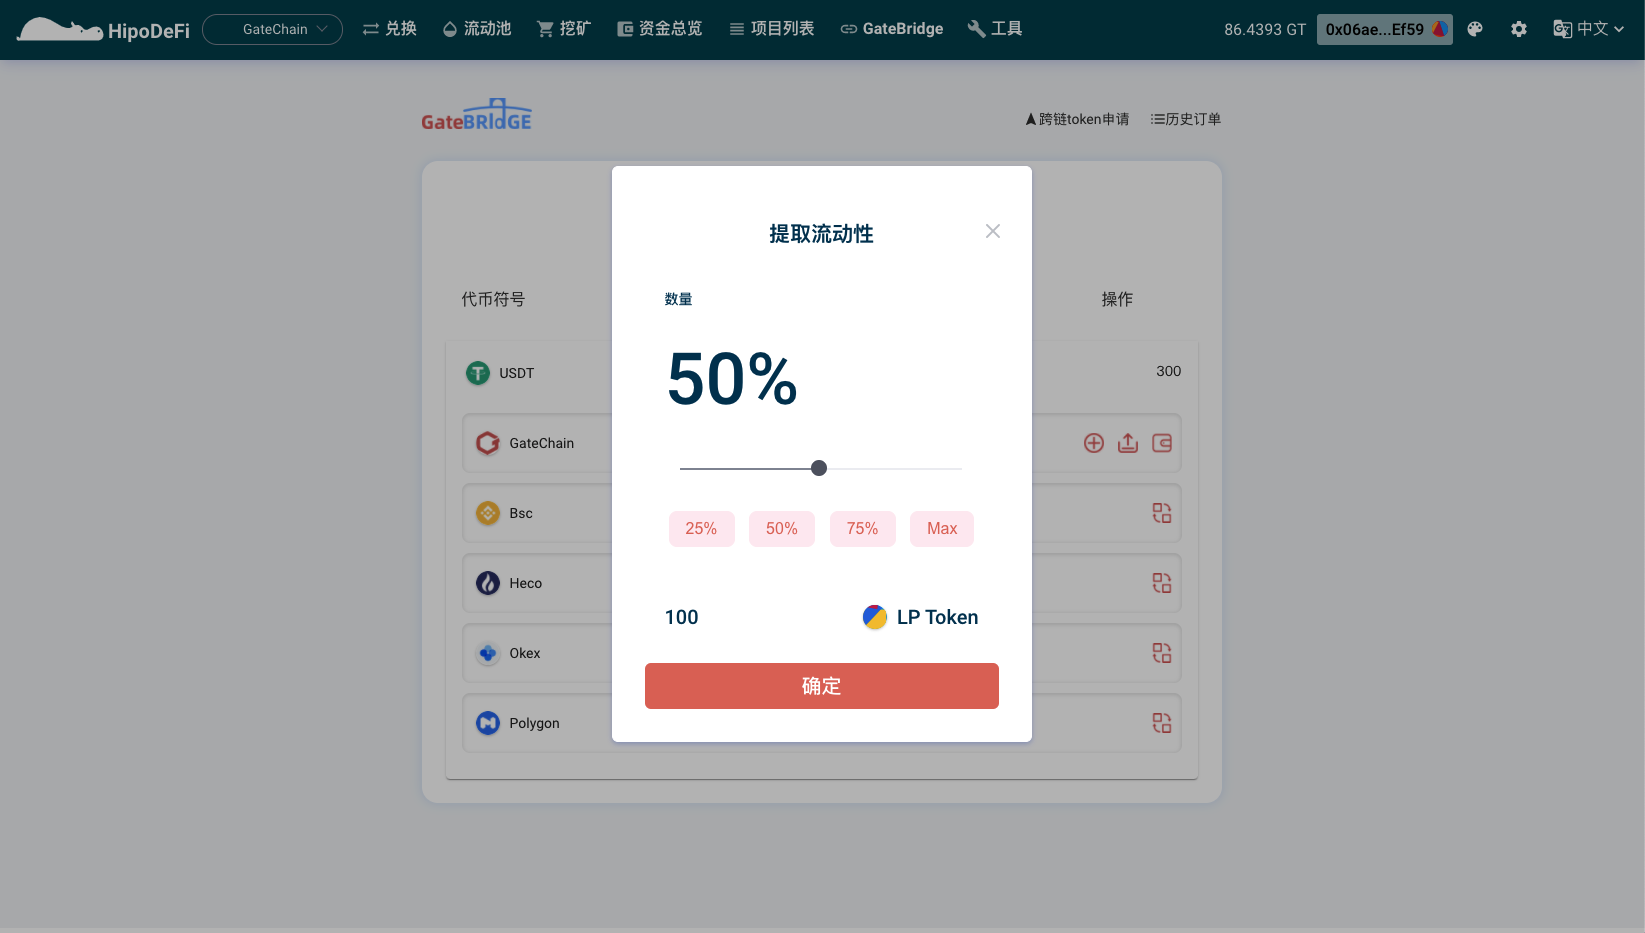 HipoDeFi GateChain 兑换 流动池 挖矿 资金总览 项目列表 GateBridge 工具 86.4393 GT 0x06ae...Ef59 中文
GateBRIdGE 跨链token申请 历史订单
提取流动性
数量
50%
25% 50% 75% Max
100 LP Token
确定
代币符号 操作
USDT 300
GateChain
Bsc
Heco
Okex
Polygon